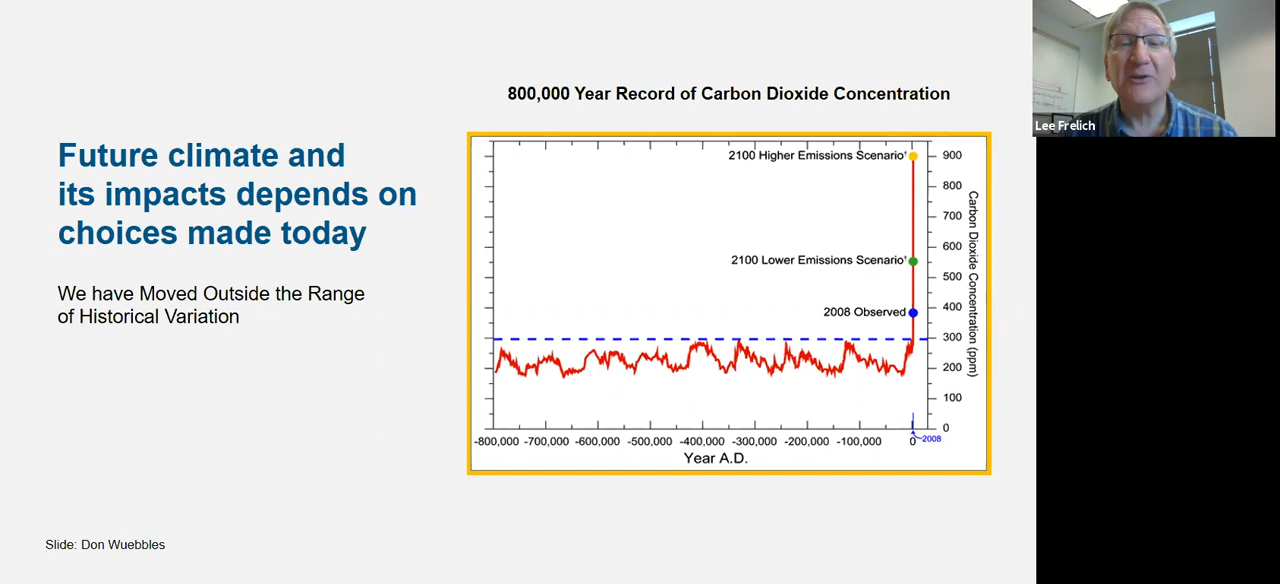 800,000 Year Record of Carbon Dioxide Concentration
Future climate and
its impacts depends on
choices made today
We have Moved Outside the Range
of Historical Variation
2100 Higher Emissions Scenario†
2100 Lower Emissions Scenario†
2008 Observed
900
800
700
600
500
400
300
200
100
0
Carbon Dioxide Concentration (ppm)
-800,000 -700,000 -600,000 -500,000 -400,000 -300,000 -200,000 -100,000 0
2008
Year A.D.
Slide: Don Wuebbles
Lee Frelich